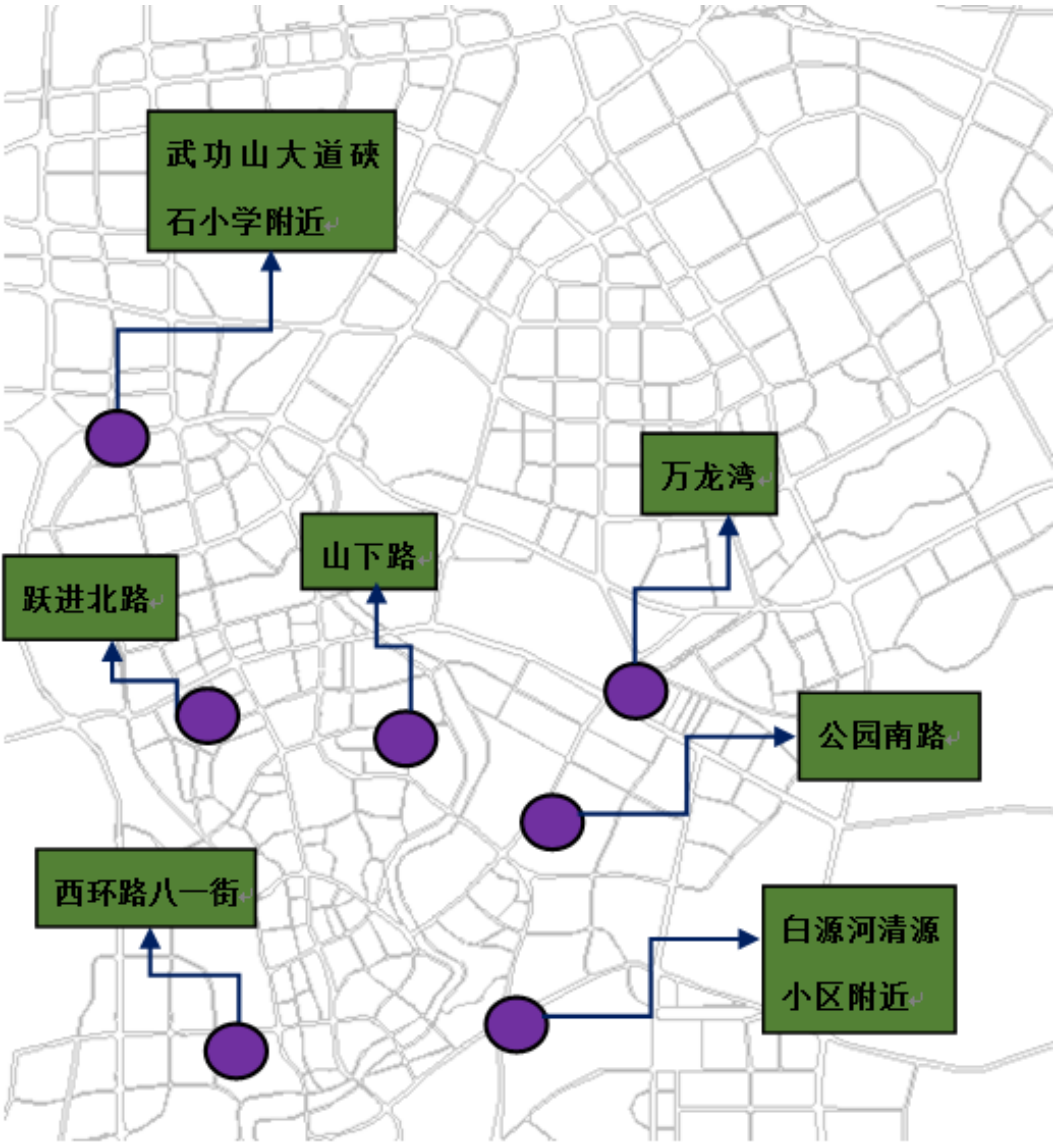 武功山大道硖
石小学附近
万龙湾
山下路
跃进北路
公园南路
西环路八一街
白源河清源
小区附近